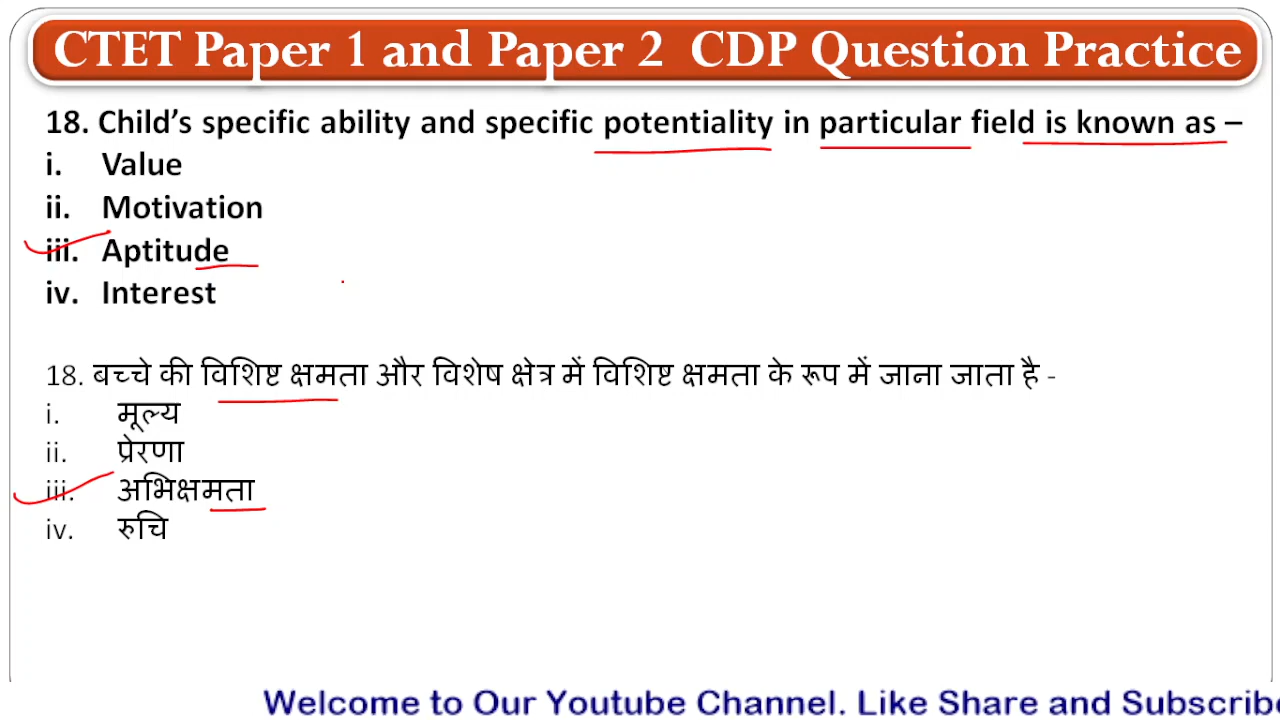 CTET Paper 1 and Paper 2 CDP Question Practice
18. Child's specific ability and specific potentiality in particular field is known as –
i. Value
ii. Motivation
iii. Aptitude
iv. Interest
18. बच्चे की विशिष्ट क्षमता और विशेष क्षेत्र में विशिष्ट क्षमता के रूप में जाना जाता है -
i. मूल्य
ii. प्रेरणा
iii. अभिक्षमता
iv. रुचि
Welcome to Our Youtube Channel. Like Share and Subscribe